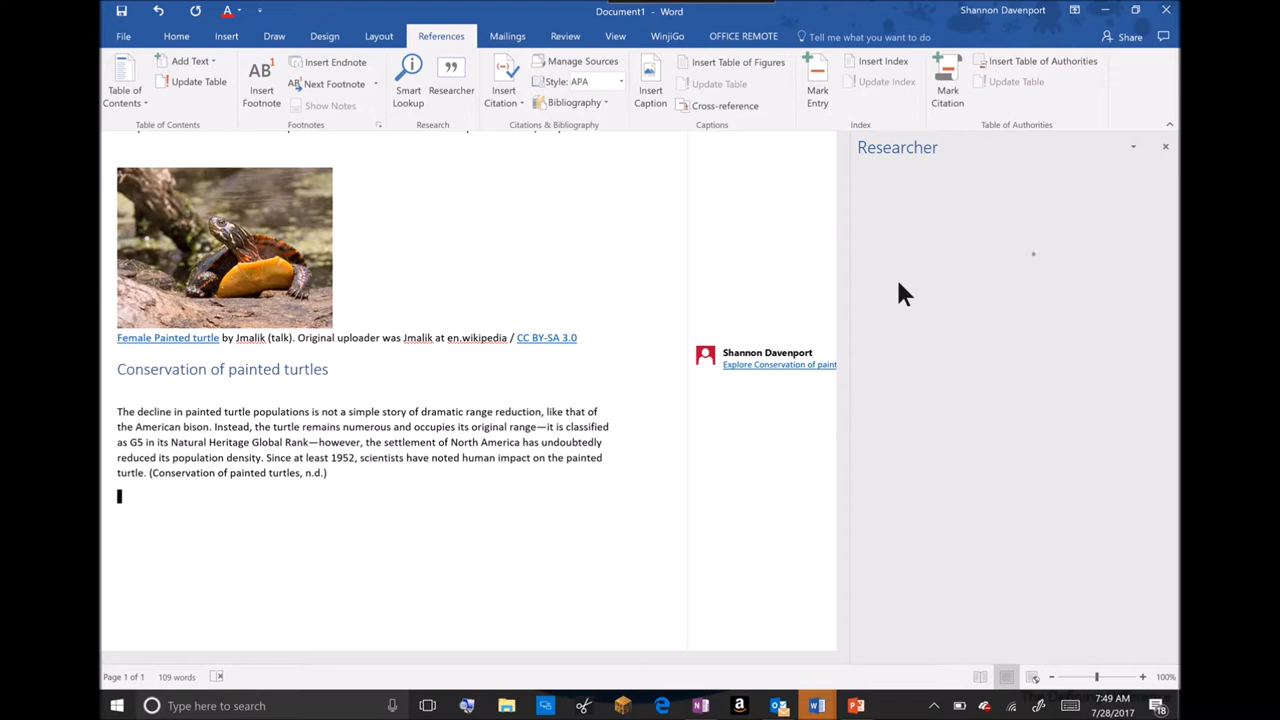 Document1 - Word
Shannon Davenport
File Home Insert Draw Design Layout References Mailings Review View WinjiGo OFFICE REMOTE Tell me what you want to do Share
Table of Contents
Add Text
Update Table
Table of Contents
AB1
Insert Footnote
Insert Endnote
Next Footnote
Show Notes
Footnotes
Smart Lookup
Researcher
Research
Insert Citation
Manage Sources
Style: APA
Bibliography
Citations & Bibliography
Insert Caption
Insert Table of Figures
Update Table
Cross-reference
Captions
Mark Entry
Insert Index
Update Index
Index
Mark Citation
Insert Table of Authorities
Update Table
Table of Authorities
Female Painted turtle by Jmalik (talk). Original uploader was Jmalik at en.wikipedia / CC BY-SA 3.0
Conservation of painted turtles
The decline in painted turtle populations is not a simple story of dramatic range reduction, like that of
the American bison. Instead, the turtle remains numerous and occupies its original range—it is classified
as G5 in its Natural Heritage Global Rank—however, the settlement of North America has undoubtedly
reduced its population density. Since at least 1952, scientists have noted human impact on the painted
turtle. (Conservation of painted turtles, n.d.)
Shannon Davenport
Explore Conservation of paint
Researcher
Page 1 of 1 109 words
100%
Type here to search
7:49 AM
7/28/2017
18